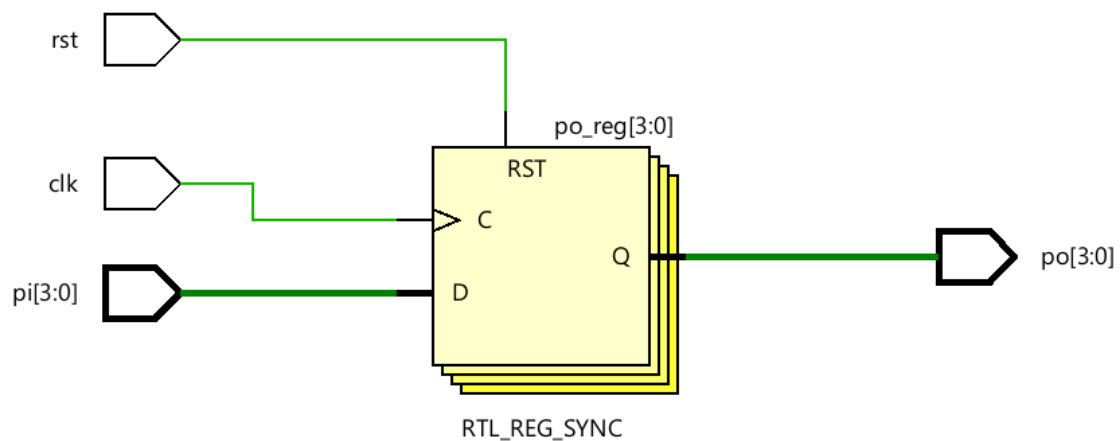 rst
po_reg[3:0]
RST
clk
C
Q
po[3:0]
pi[3:0]
D
RTL_REG_SYNC